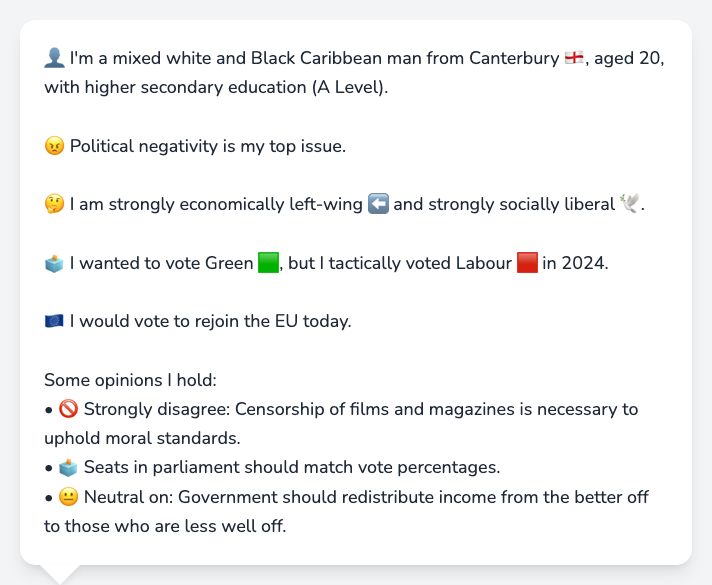 👤 I'm a mixed white and Black Caribbean man from Canterbury 🏴󠁧󠁢󠁥󠁮󠁧󠁿, aged 20,
with higher secondary education (A Level).
😠 Political negativity is my top issue.
🤔 I am strongly economically left-wing ⬅️ and strongly socially liberal 🕊️.
🗳️ I wanted to vote Green 🟩, but I tactically voted Labour 🟥 in 2024.
🇪🇺 I would vote to rejoin the EU today.
Some opinions I hold:
• 🚫 Strongly disagree: Censorship of films and magazines is necessary to
uphold moral standards.
• 🗳️ Seats in parliament should match vote percentages.
• 😐 Neutral on: Government should redistribute income from the better off
to those who are less well off.